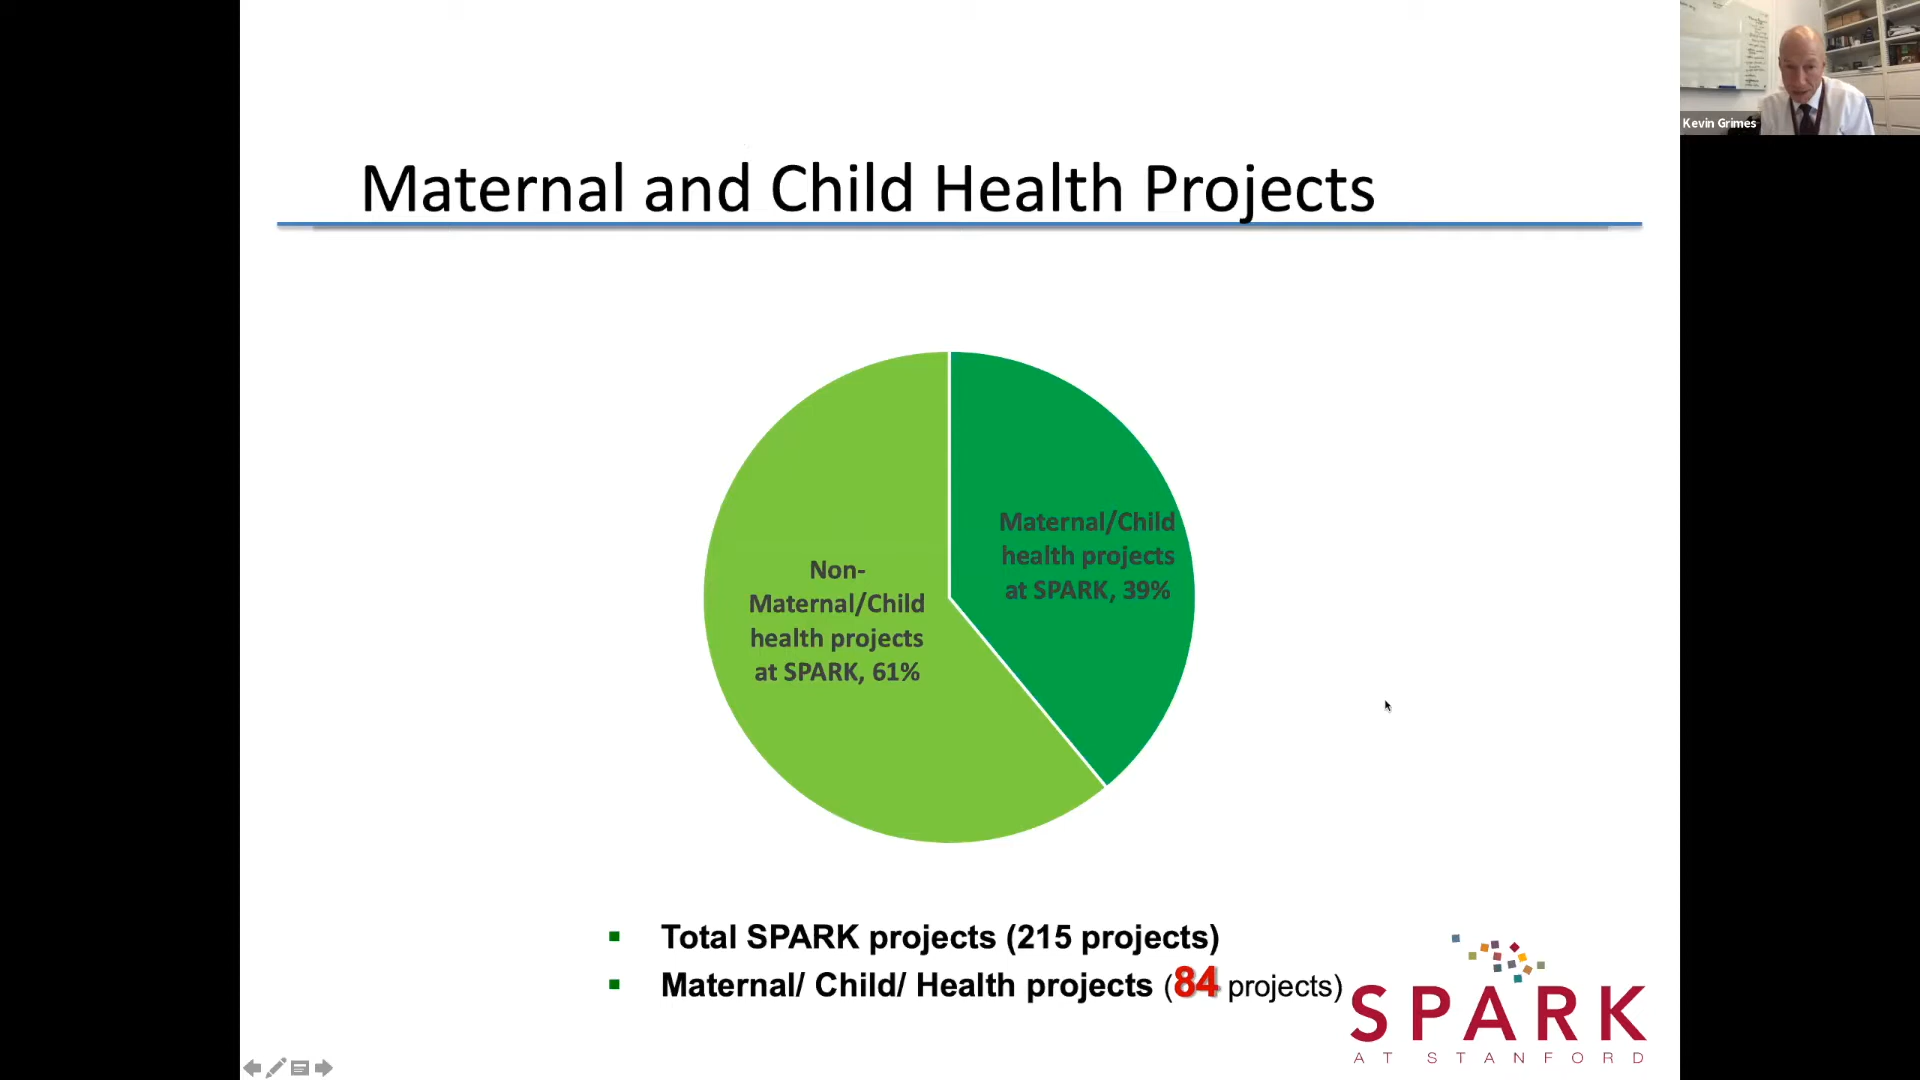 Kevin Grimes
Maternal and Child Health Projects
Maternal/Child
health projects
at SPARK, 39%
Non-
Maternal/Child
health projects
at SPARK, 61%
Total SPARK projects (215 projects)
Maternal/ Child/ Health projects (84 projects)
SPARK
AT STANFORD